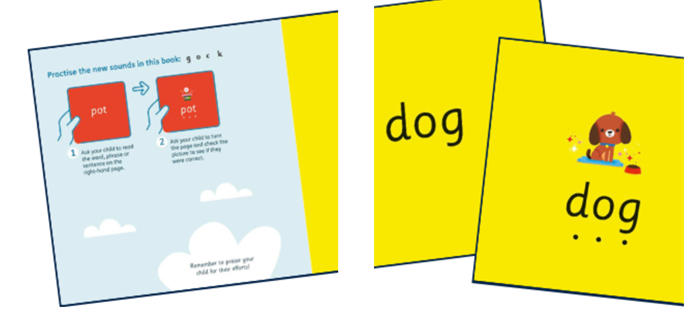 Practise the new sounds in this book: g o c k
pot
pot
1 Ask your child to read
the word, phrase or
sentence on the
right-hand page.
2 Ask your child to turn
the page and check the
picture to see if they
were correct.
Remember to praise your
child for their efforts!
dog
dog